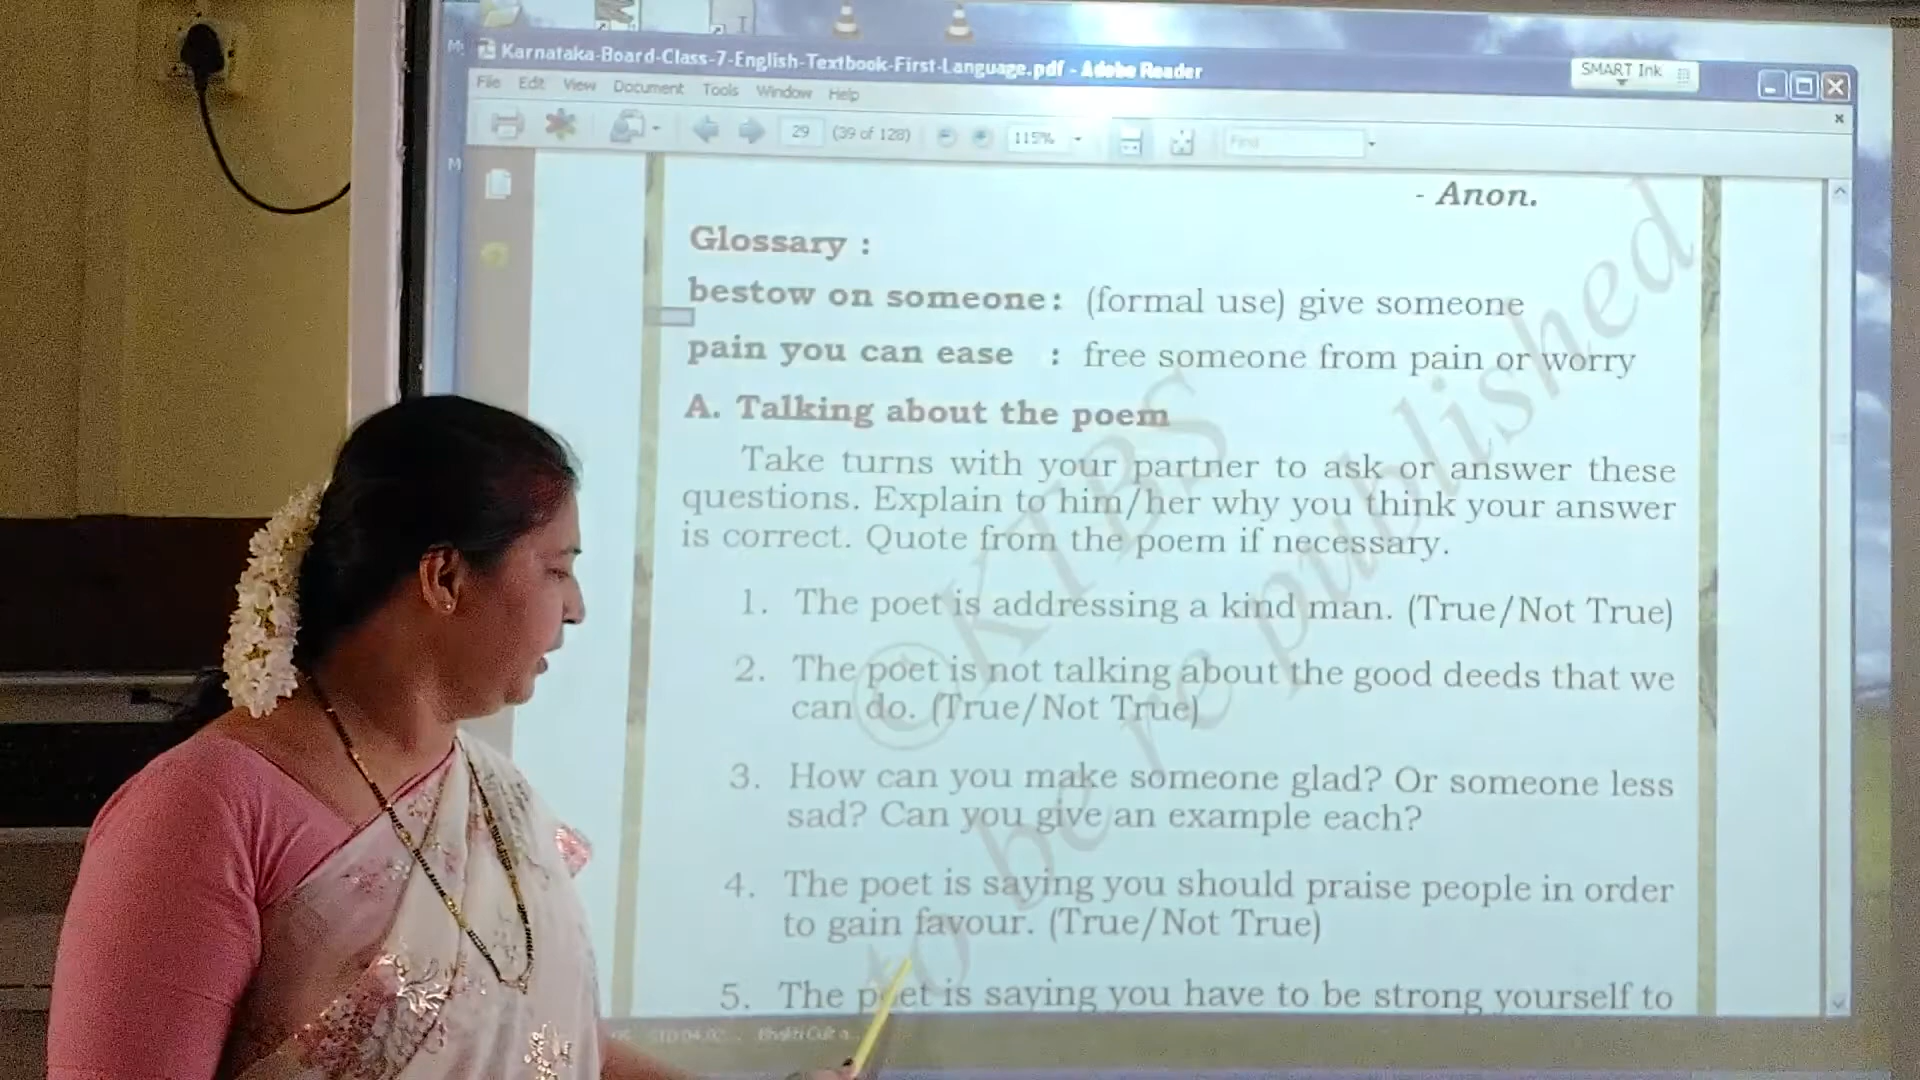 Karnataka-Board-Class-7-English-Textbook-First-Language.pdf - Adobe Reader
SMART Ink
File Edit View Document Tools Window Help
29 (39 of 128) 115% Find
- Anon.
Glossary :
bestow on someone: (formal use) give someone
pain you can ease : free someone from pain or worry
A. Talking about the poem
Take turns with your partner to ask or answer these
questions. Explain to him/her why you think your answer
is correct. Quote from the poem if necessary.
1. The poet is addressing a kind man. (True/Not True)
2. The poet is not talking about the good deeds that we
can do. (True/Not True)
3. How can you make someone glad? Or someone less
sad? Can you give an example each?
4. The poet is saying you should praise people in order
to gain favour. (True/Not True)
5. The poet is saying you have to be strong yourself to
©KTBS
to be re published